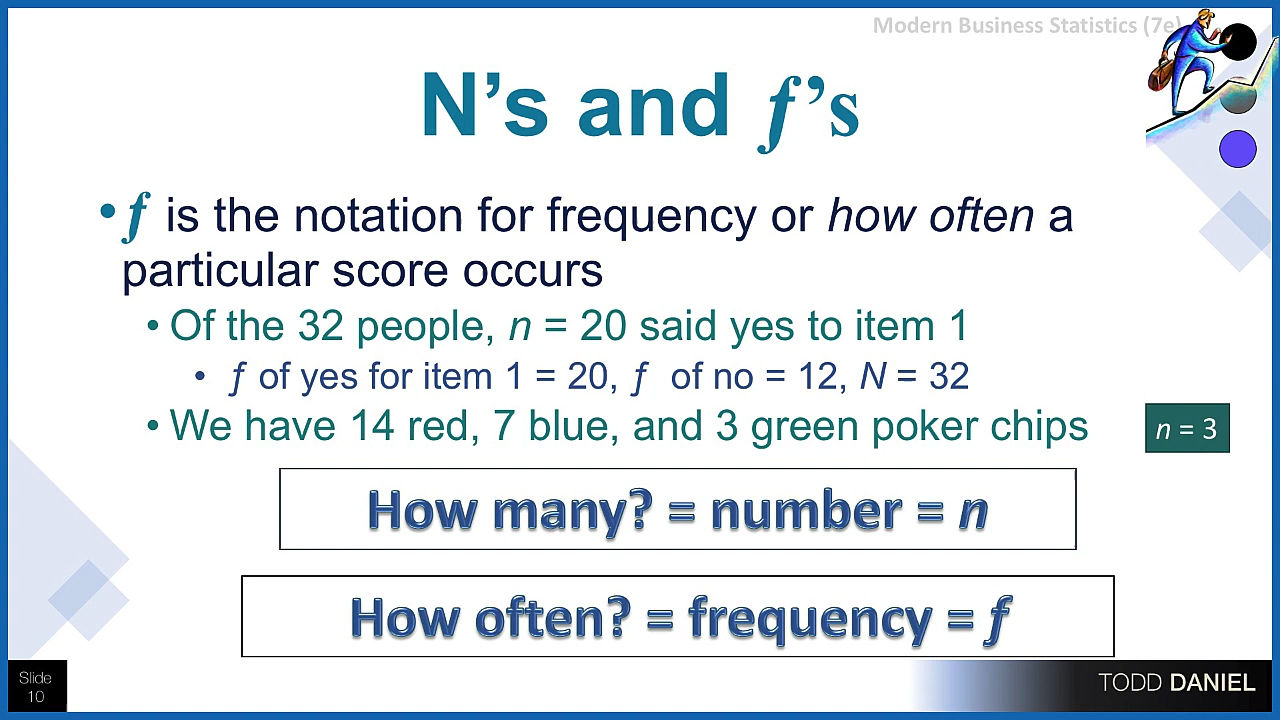 Modern Business Statistics (7e)
N’s and ƒ’s
• ƒ is the notation for frequency or how often a
particular score occurs
• Of the 32 people, n = 20 said yes to item 1
• ƒ of yes for item 1 = 20, ƒ of no = 12, N = 32
• We have 14 red, 7 blue, and 3 green poker chips
n = 3
How many? = number = n
How often? = frequency = f
Slide
10
TODD DANIEL